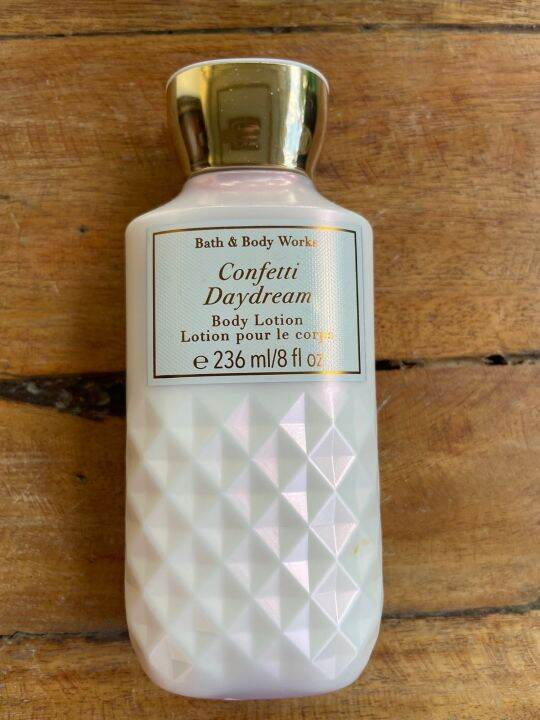 Bath & Body Works
Confetti
Daydream
Body Lotion
Lotion pour le corps
℮ 236 ml/8 fl oz